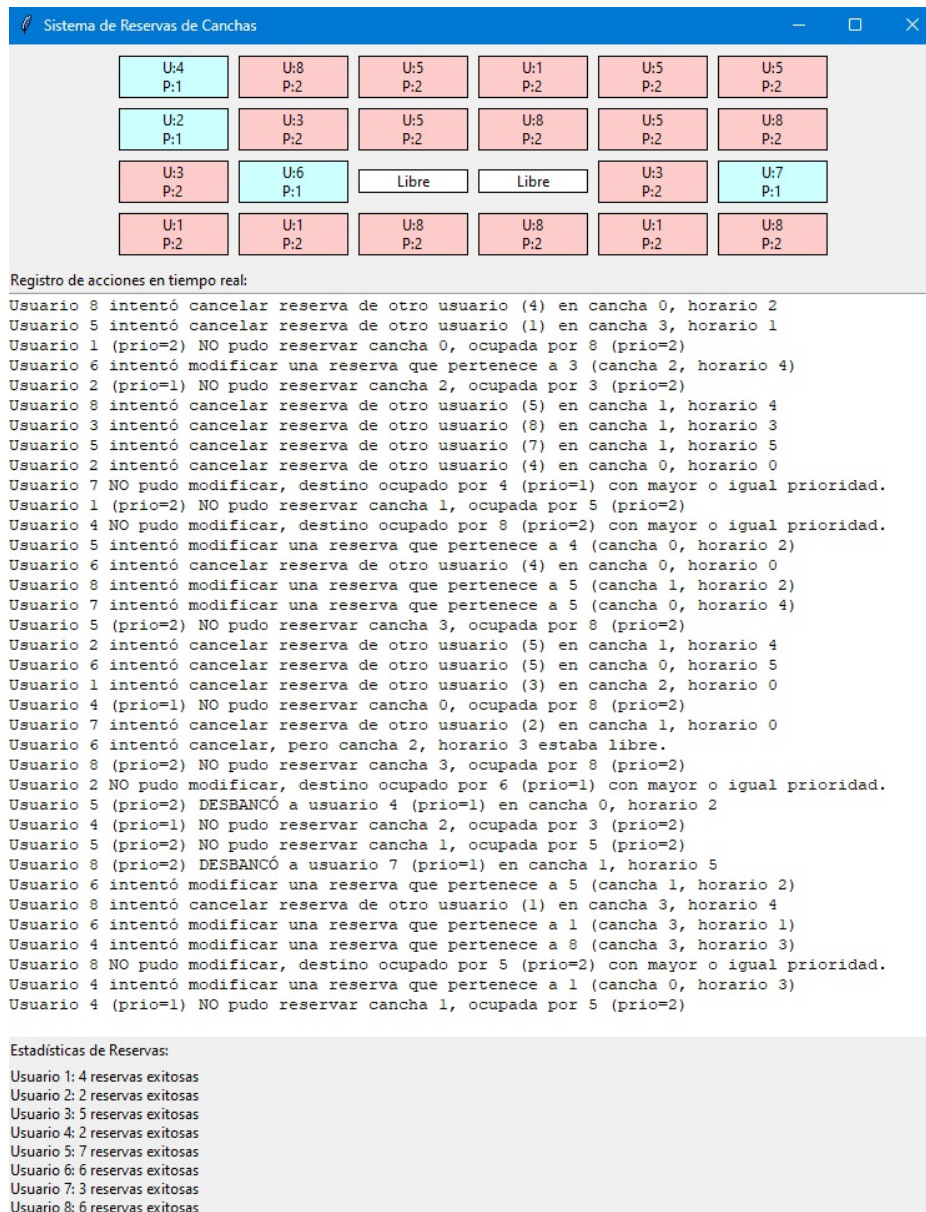 Sistema de Reservas de Canchas
U:4 U:8 U:5 U:1 U:5 U:5
P:1 P:2 P:2 P:2 P:2 P:2
U:2 U:3 U:5 U:8 U:5 U:8
P:1 P:2 P:2 P:2 P:2 P:2
U:3 U:6 Libre Libre U:3 U:7
P:2 P:1 P:2 P:1
U:1 U:1 U:8 U:8 U:1 U:8
P:2 P:2 P:2 P:2 P:2 P:2
Registro de acciones en tiempo real:
Usuario 8 intentó cancelar reserva de otro usuario (4) en cancha 0, horario 2
Usuario 5 intentó cancelar reserva de otro usuario (1) en cancha 3, horario 1
Usuario 1 (prio=2) NO pudo reservar cancha 0, ocupada por 8 (prio=2)
Usuario 6 intentó modificar una reserva que pertenece a 3 (cancha 2, horario 4)
Usuario 2 (prio=1) NO pudo reservar cancha 2, ocupada por 3 (prio=2)
Usuario 8 intentó cancelar reserva de otro usuario (5) en cancha 1, horario 4
Usuario 3 intentó cancelar reserva de otro usuario (8) en cancha 1, horario 3
Usuario 5 intentó cancelar reserva de otro usuario (7) en cancha 1, horario 5
Usuario 2 intentó cancelar reserva de otro usuario (4) en cancha 0, horario 0
Usuario 7 NO pudo modificar, destino ocupado por 4 (prio=1) con mayor o igual prioridad.
Usuario 1 (prio=2) NO pudo reservar cancha 1, ocupada por 5 (prio=2)
Usuario 4 NO pudo modificar, destino ocupado por 8 (prio=2) con mayor o igual prioridad.
Usuario 5 intentó modificar una reserva que pertenece a 4 (cancha 0, horario 2)
Usuario 6 intentó cancelar reserva de otro usuario (4) en cancha 0, horario 0
Usuario 8 intentó modificar una reserva que pertenece a 5 (cancha 1, horario 2)
Usuario 7 intentó modificar una reserva que pertenece a 5 (cancha 0, horario 4)
Usuario 5 (prio=2) NO pudo reservar cancha 3, ocupada por 8 (prio=2)
Usuario 2 intentó cancelar reserva de otro usuario (5) en cancha 1, horario 4
Usuario 6 intentó cancelar reserva de otro usuario (5) en cancha 0, horario 5
Usuario 1 intentó cancelar reserva de otro usuario (3) en cancha 2, horario 0
Usuario 4 (prio=1) NO pudo reservar cancha 0, ocupada por 8 (prio=2)
Usuario 7 intentó cancelar reserva de otro usuario (2) en cancha 1, horario 0
Usuario 6 intentó cancelar, pero cancha 2, horario 3 estaba libre.
Usuario 8 (prio=2) NO pudo reservar cancha 3, ocupada por 8 (prio=2)
Usuario 2 NO pudo modificar, destino ocupado por 6 (prio=1) con mayor o igual prioridad.
Usuario 5 (prio=2) DESBANCÓ a usuario 4 (prio=1) en cancha 0, horario 2
Usuario 4 (prio=1) NO pudo reservar cancha 2, ocupada por 3 (prio=2)
Usuario 5 (prio=2) NO pudo reservar cancha 1, ocupada por 5 (prio=2)
Usuario 8 (prio=2) DESBANCÓ a usuario 7 (prio=1) en cancha 1, horario 5
Usuario 6 intentó modificar una reserva que pertenece a 5 (cancha 1, horario 2)
Usuario 8 intentó cancelar reserva de otro usuario (1) en cancha 3, horario 4
Usuario 6 intentó modificar una reserva que pertenece a 1 (cancha 3, horario 1)
Usuario 4 intentó modificar una reserva que pertenece a 8 (cancha 3, horario 3)
Usuario 8 NO pudo modificar, destino ocupado por 5 (prio=2) con mayor o igual prioridad.
Usuario 4 intentó modificar una reserva que pertenece a 1 (cancha 0, horario 3)
Usuario 4 (prio=1) NO pudo reservar cancha 1, ocupada por 5 (prio=2)
Estadísticas de Reservas:
Usuario 1: 4 reservas exitosas
Usuario 2: 2 reservas exitosas
Usuario 3: 5 reservas exitosas
Usuario 4: 2 reservas exitosas
Usuario 5: 7 reservas exitosas
Usuario 6: 6 reservas exitosas
Usuario 7: 3 reservas exitosas
Usuario 8: 6 reservas exitosas